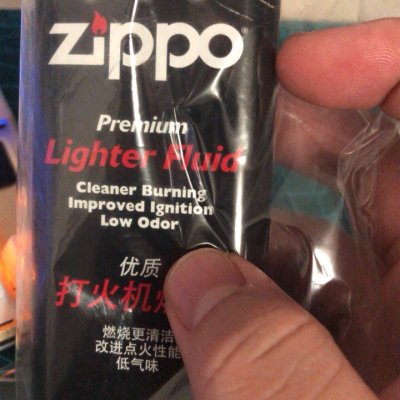 zippo
Premium
Lighter Fluid
Cleaner Burning
Improved Ignition
Low Odor
优质
打火机
燃烧更清洁
改进点火性能
低气味